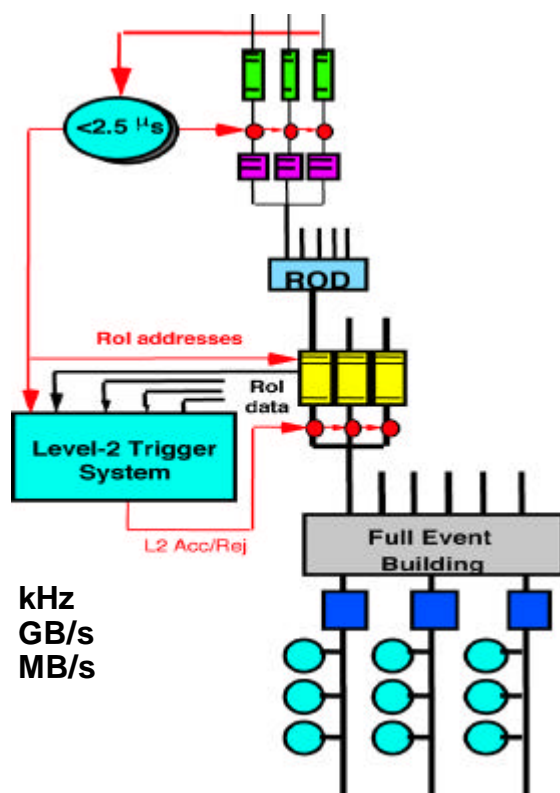 <2.5 μs
ROD
RoI addresses
RoI
data
Level-2 Trigger
System
L2 Acc/Rej
Full Event
Building
kHz
GB/s
MB/s